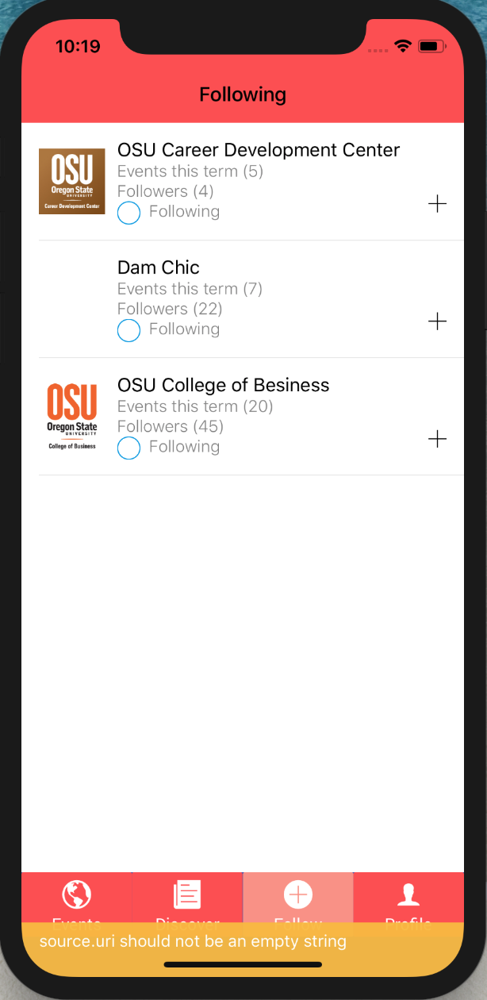 10:19
Following
OSU Career Development Center
Events this term (5)
Followers (4)
Following
OSU
Oregon State
UNIVERSITY
Career Development Center
Dam Chic
Events this term (7)
Followers (22)
Following
OSU College of Besiness
Events this term (20)
Followers (45)
Following
OSU
Oregon State
UNIVERSITY
College of Business
Events
Discover
Follow
Profile
source.uri should not be an empty string